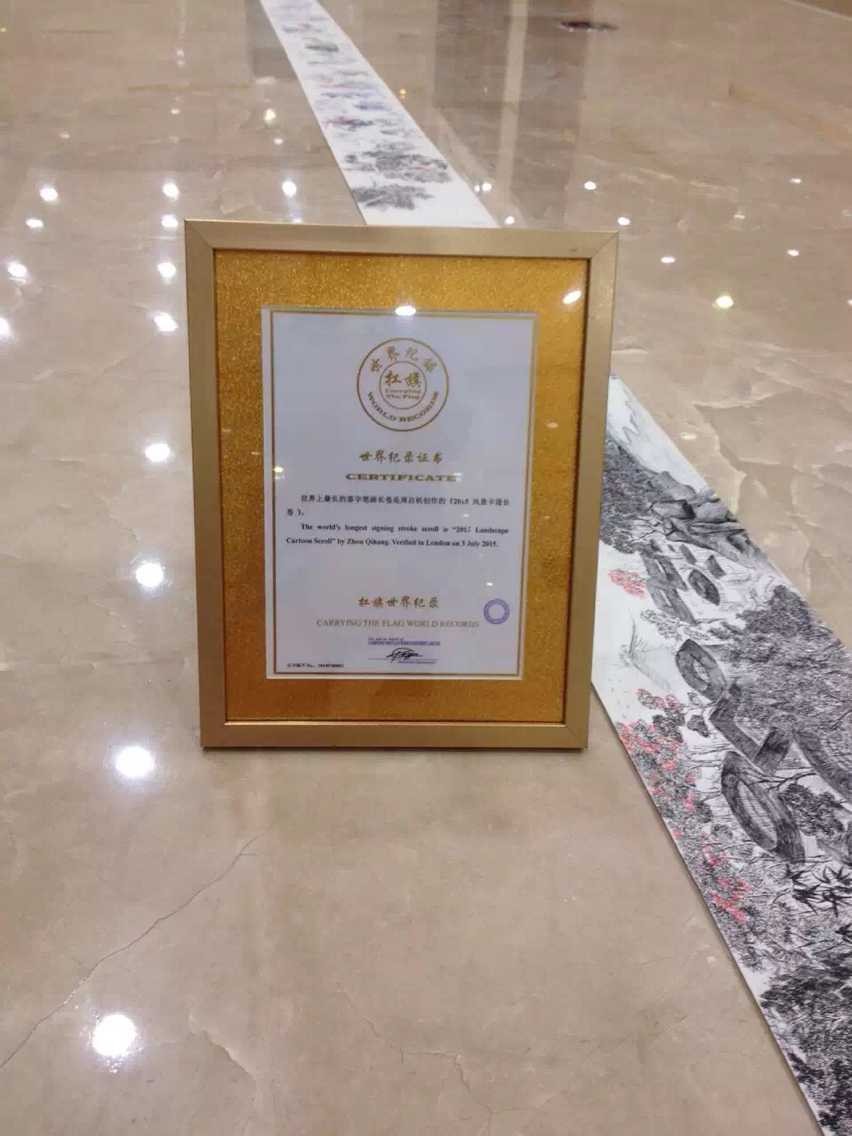 世界纪录
扛旗
Carrying
The Flag
WORLD RECORDS
世界纪录证书
CERTIFICATE
世界上最长的签字笔画长卷是周启杭创作的《2015 风景卡通长
卷》。
The world's longest signing stroke scroll is "2015 Landscape
Cartoon Scroll" by Zhou Qihang. Verified in London on 3 July 2015.
扛旗世界纪录
CARRYING THE FLAG WORLD RECORDS